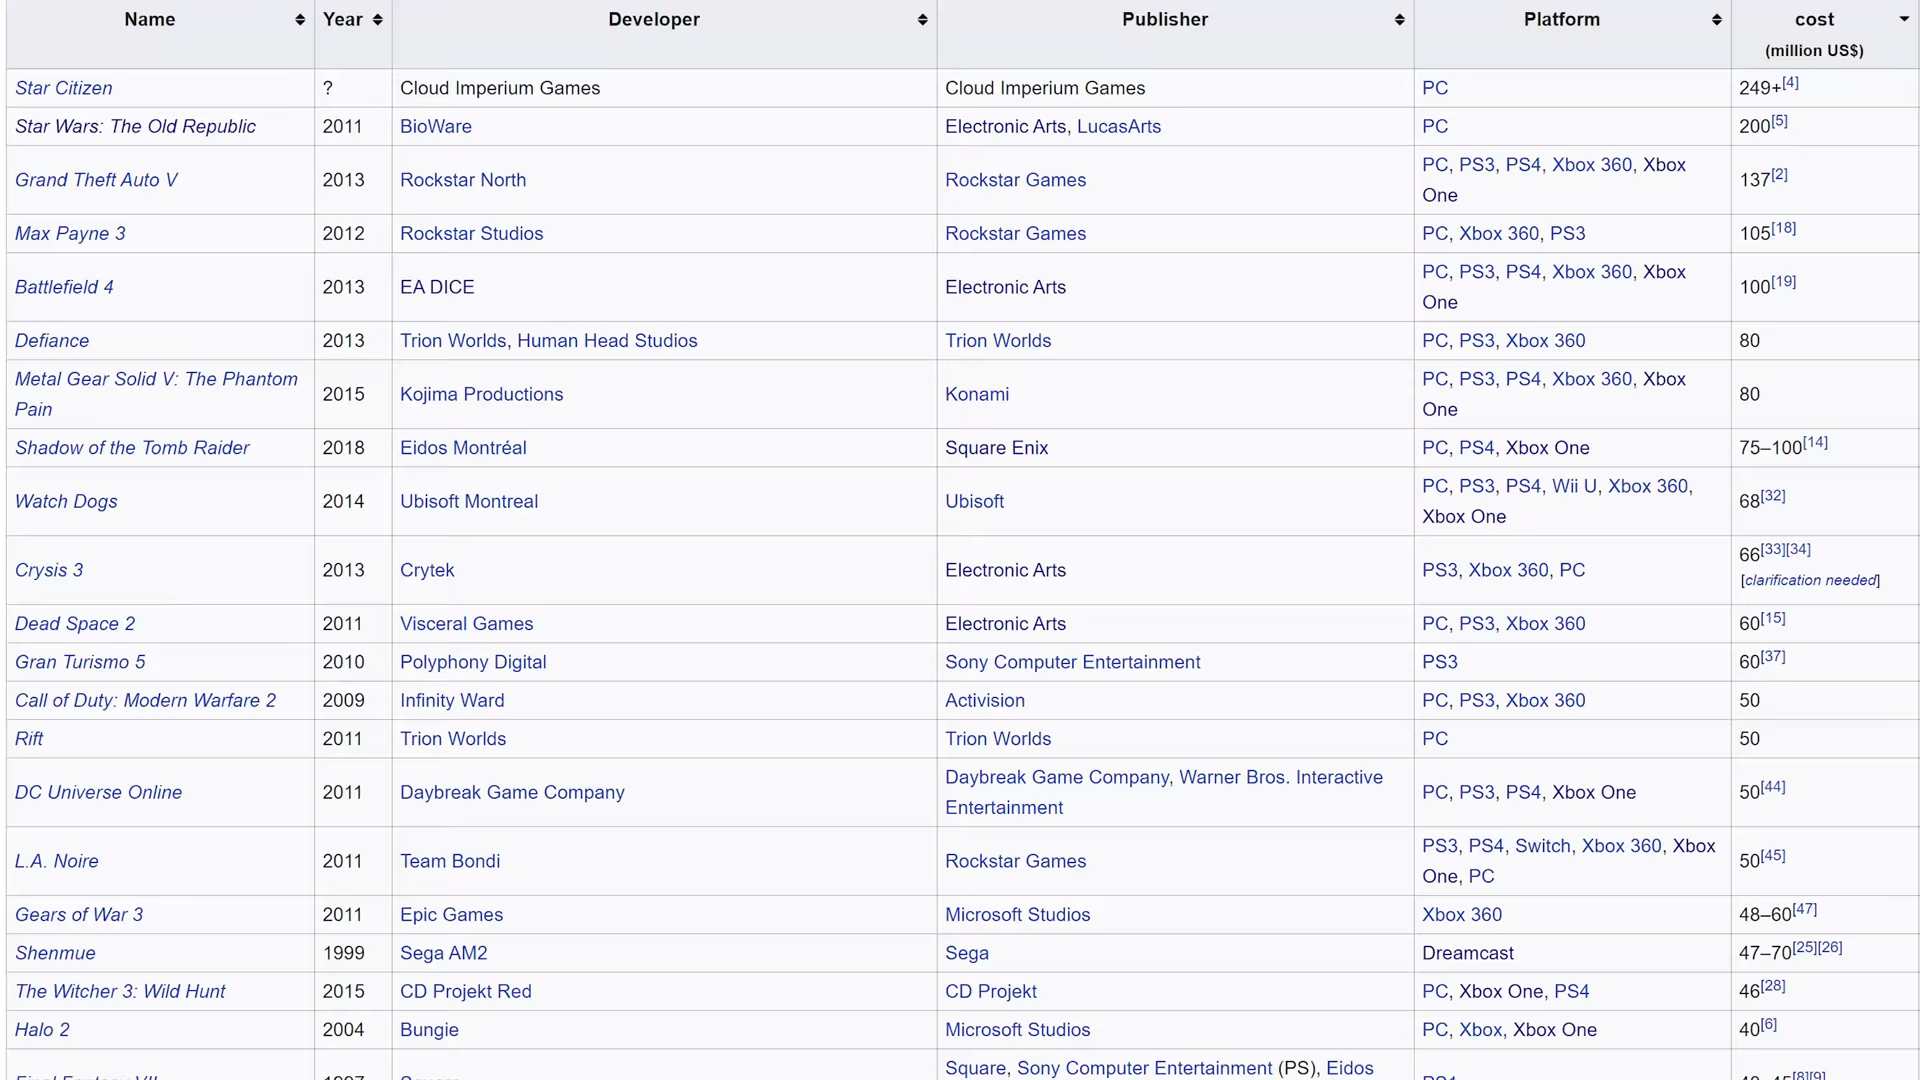 Name Year Developer Publisher Platform cost
(million US$)
Star Citizen ? Cloud Imperium Games Cloud Imperium Games PC 249+[4]
Star Wars: The Old Republic 2011 BioWare Electronic Arts, LucasArts PC 200[5]
Grand Theft Auto V 2013 Rockstar North Rockstar Games PC, PS3, PS4, Xbox 360, Xbox
One 137[2]
Max Payne 3 2012 Rockstar Studios Rockstar Games PC, Xbox 360, PS3 105[18]
Battlefield 4 2013 EA DICE Electronic Arts PC, PS3, PS4, Xbox 360, Xbox
One 100[19]
Defiance 2013 Trion Worlds, Human Head Studios Trion Worlds PC, PS3, Xbox 360 80
Metal Gear Solid V: The Phantom
Pain 2015 Kojima Productions Konami PC, PS3, PS4, Xbox 360, Xbox
One 80
Shadow of the Tomb Raider 2018 Eidos Montréal Square Enix PC, PS4, Xbox One 75–100[14]
Watch Dogs 2014 Ubisoft Montreal Ubisoft PC, PS3, PS4, Wii U, Xbox 360,
Xbox One 68[32]
Crysis 3 2013 Crytek Electronic Arts PS3, Xbox 360, PC 66[33][34]
[clarification needed]
Dead Space 2 2011 Visceral Games Electronic Arts PC, PS3, Xbox 360 60[15]
Gran Turismo 5 2010 Polyphony Digital Sony Computer Entertainment PS3 60[37]
Call of Duty: Modern Warfare 2 2009 Infinity Ward Activision PC, PS3, Xbox 360 50
Rift 2011 Trion Worlds Trion Worlds PC 50
DC Universe Online 2011 Daybreak Game Company Daybreak Game Company, Warner Bros. Interactive
Entertainment PC, PS3, PS4, Xbox One 50[44]
L.A. Noire 2011 Team Bondi Rockstar Games PS3, PS4, Switch, Xbox 360, Xbox
One, PC 50[45]
Gears of War 3 2011 Epic Games Microsoft Studios Xbox 360 48–60[47]
Shenmue 1999 Sega AM2 Sega Dreamcast 47–70[25][26]
The Witcher 3: Wild Hunt 2015 CD Projekt Red CD Projekt PC, Xbox One, PS4 46[28]
Halo 2 2004 Bungie Microsoft Studios PC, Xbox, Xbox One 40[6]
Square, Sony Computer Entertainment (PS), Eidos
Final Fantasy VII 1997 Square PS1 40–45[8][9]